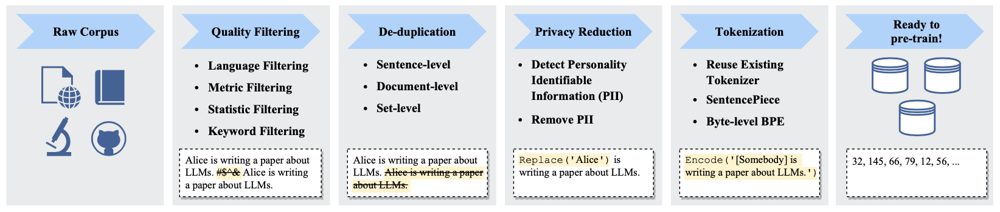 Raw Corpus
Quality Filtering
• Language Filtering
• Metric Filtering
• Statistic Filtering
• Keyword Filtering
Alice is writing a paper about
LLMs. #$^& Alice is writing
a paper about LLMs.
De-duplication
• Sentence-level
• Document-level
• Set-level
Alice is writing a paper about
LLMs. Alice is writing a paper
about LLMs.
Privacy Reduction
• Detect Personality
Identifiable
Information (PII)
• Remove PII
Replace('Alice') is
writing a paper about LLMs.
Tokenization
• Reuse Existing
Tokenizer
• SentencePiece
• Byte-level BPE
Encode('[Somebody] is
writing a paper about LLMs.')
Ready to
pre-train!
32, 145, 66, 79, 12, 56, ...